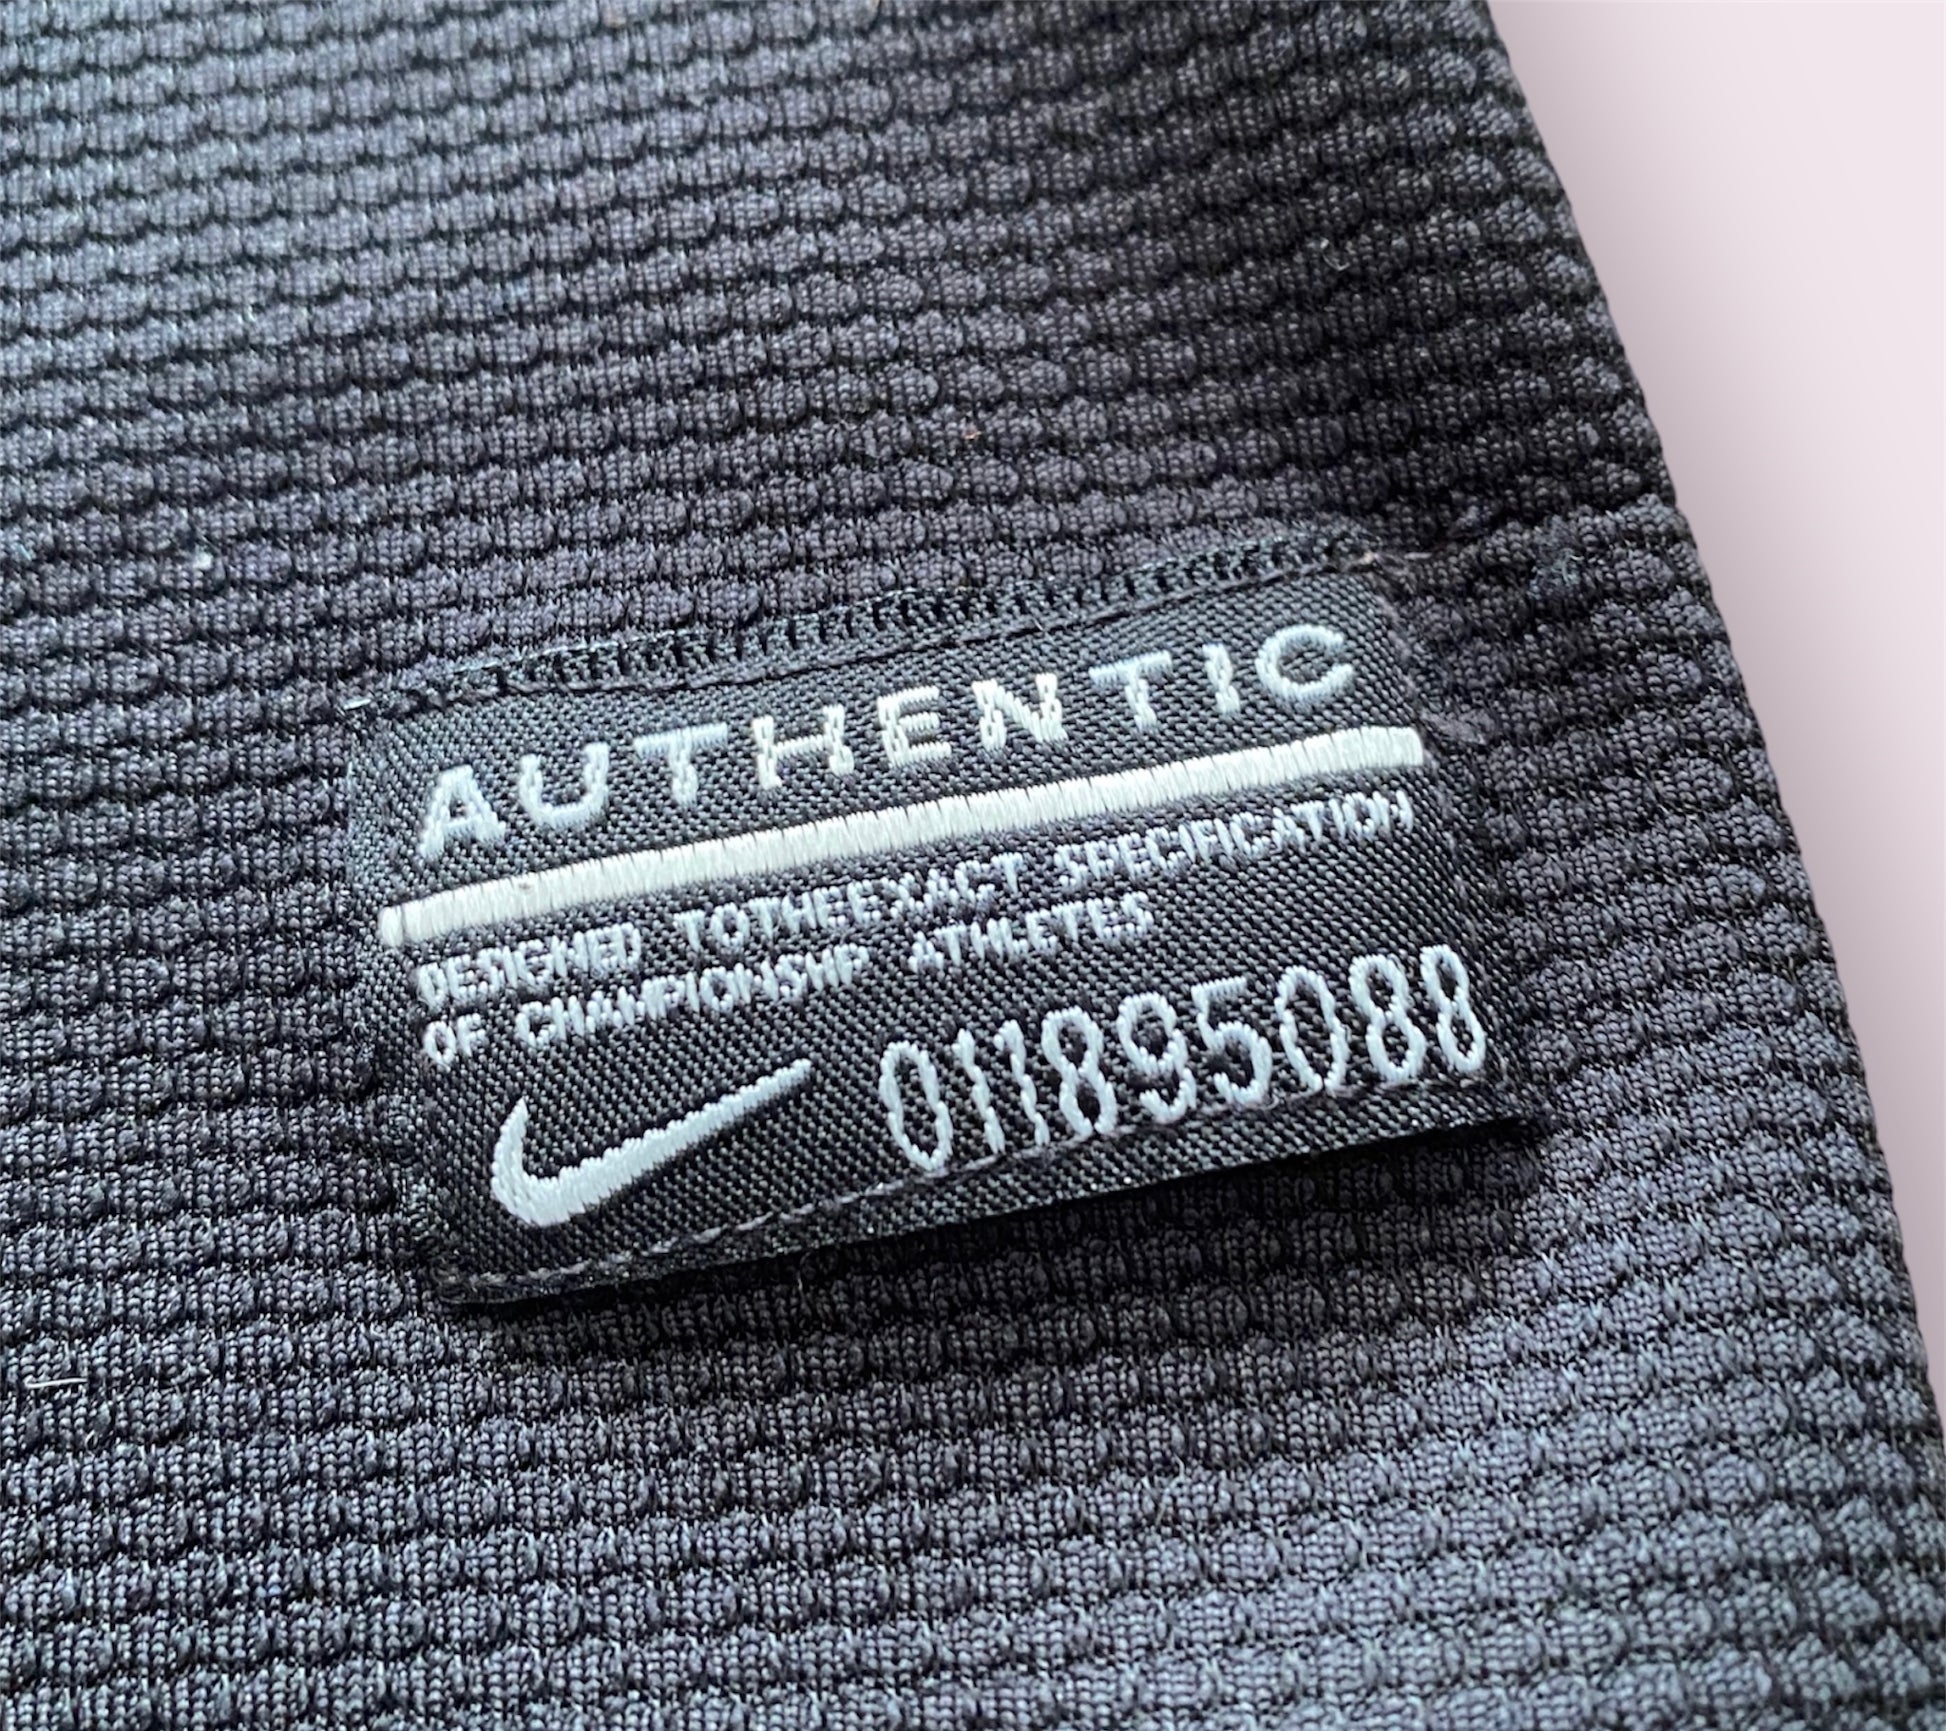 AUTHENTIC
DESIGNED TOTHEEXACT SPECIFICATION
OF CHAMPIONSHIP ATHLETES
011895088